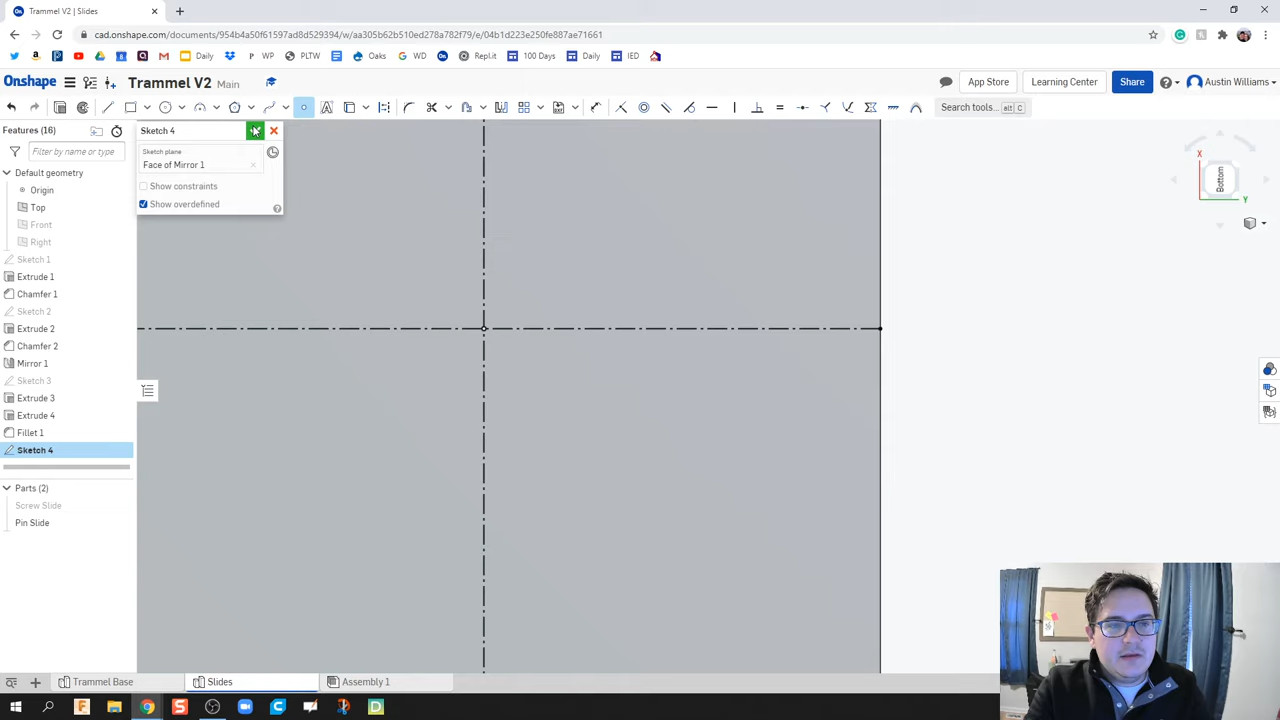 Trammel V2 | Slides
cad.onshape.com/documents/954b4a50f61597ad8d529394/w/aa305b62b510ed278a782f79/e/04b1d223e250fe887ae71661
Daily WP PLTW Oaks GD WD Repl.it 100 Days Daily IED
Onshape Trammel V2 Main App Store Learning Center Share Austin Williams
Search tools... alt C
Features (16)
Filter by name or type
Default geometry
Origin
Top
Front
Right
Sketch 1
Extrude 1
Chamfer 1
Sketch 2
Extrude 2
Chamfer 2
Mirror 1
Sketch 3
Extrude 3
Extrude 4
Fillet 1
Sketch 4
Parts (2)
Screw Slide
Pin Slide
Sketch 4
Sketch plane
Face of Mirror 1
Show constraints
Show overdefined
X
Bottom
Y
Trammel Base Slides Assembly 1